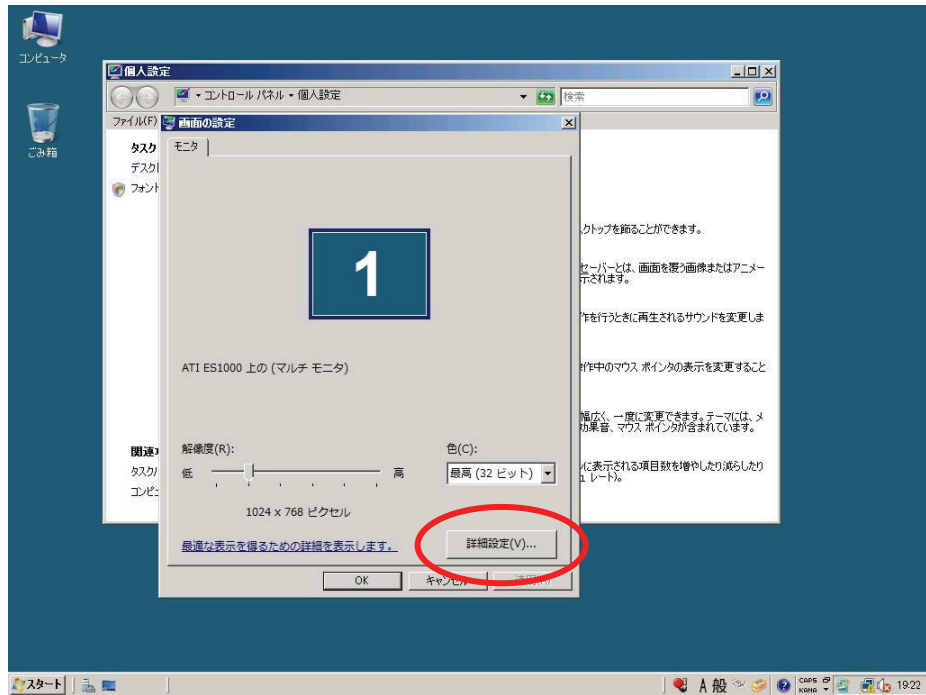 コンピュータ
ごみ箱
個人設定
コントロール パネル
個人設定
検索
ファイル(F)
画面の設定
タスク
モニタ
フォント
1
クトップを飾ることができます。
セーバーとは、画面を覆う画像またはアニメー
示されます。
作を行うときに再生されるサウンドを変更しま
ATI ES1000 上の (マルチ モニタ)
作中のマウス ポインタの表示を変更すること
幅広く、一度に変更できます。テーマには、メ
効果音、マウス ポインタが含まれています。
関連
解像度(R):
色(C):
に表示される項目数を増やしたり減らしたり
タスク
低
高
最高 (32 ビット)
コンピ
1024 x 768 ピクセル
最適な表示を得るための詳細を表示します。
詳細設定(V)...
OK
キャンセル
スタート
A 般
CAPS
KANA
19:22